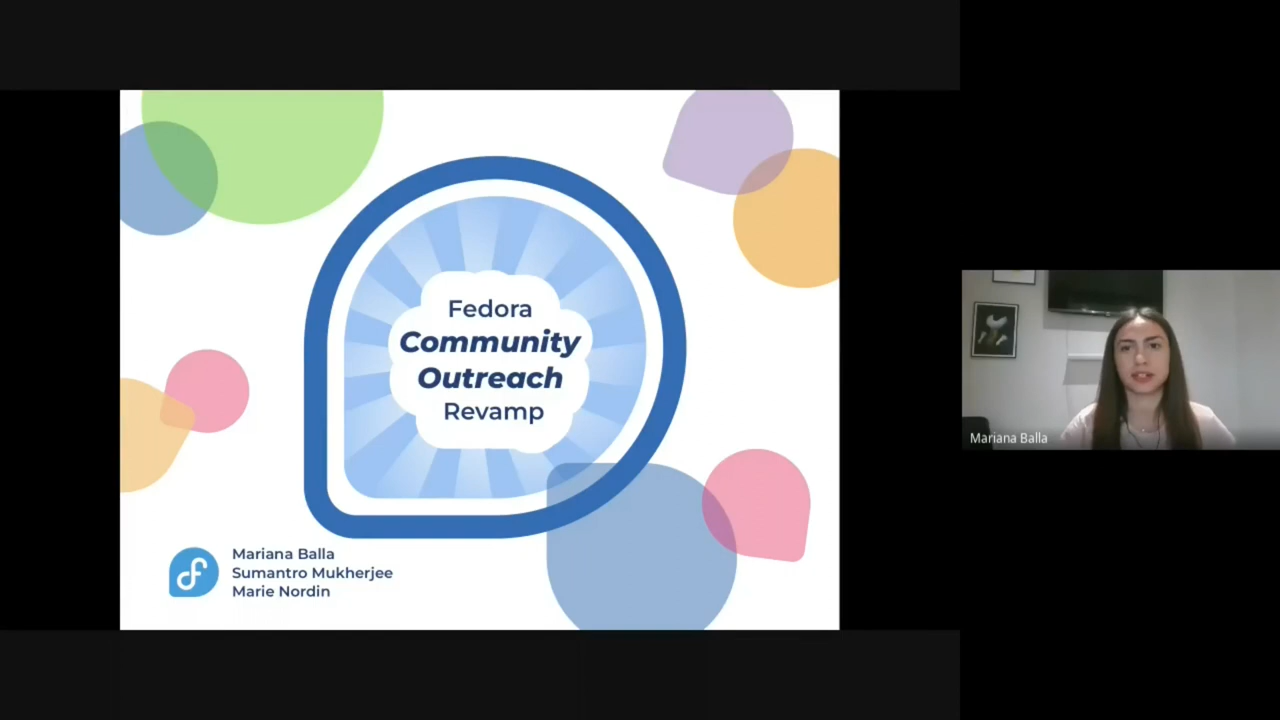 Fedora
Community
Outreach
Revamp
Mariana Balla
Sumantro Mukherjee
Marie Nordin
Mariana Balla